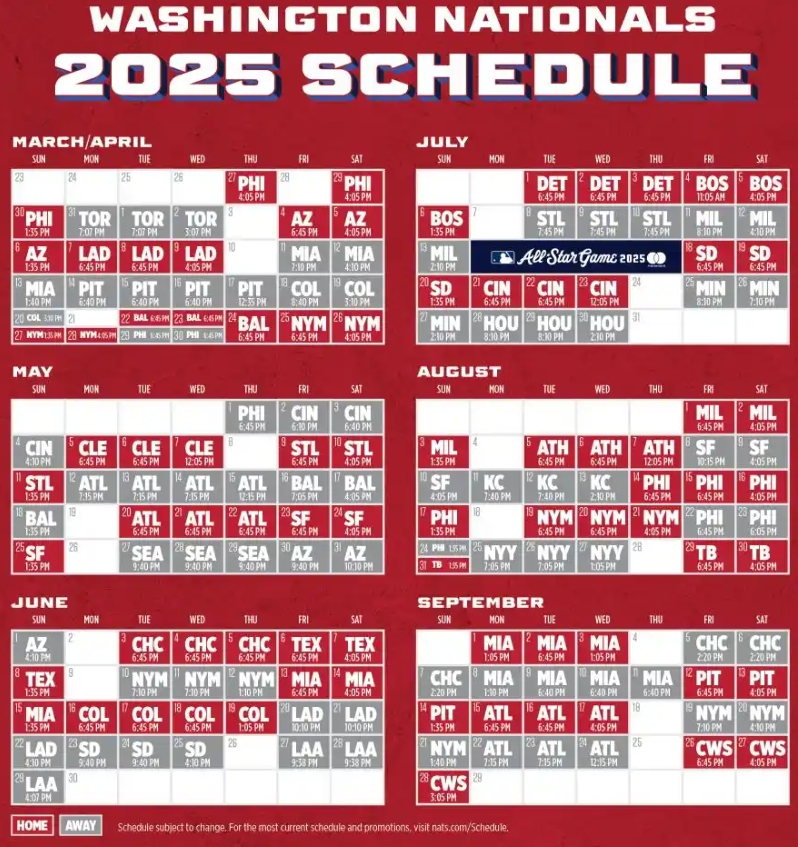 WASHINGTON NATIONALS
2025 SCHEDULE
MARCH/APRIL
SUN MON TUE WED THU FRI SAT
23 24 25 26 27 PHI 28 29 PHI
4:05 PM 4:05 PM
30 PHI 31 TOR 1 TOR 2 TOR 3 4 AZ 5 AZ
1:35 PM 7:07 PM 7:07 PM 3:07 PM 6:45 PM 4:05 PM
6 AZ 7 LAD 8 LAD 9 LAD 10 11 MIA 12 MIA
1:35 PM 6:45 PM 6:45 PM 4:05 PM 7:10 PM 4:10 PM
13 MIA 14 PIT 15 PIT 16 PIT 17 PIT 18 COL 19 COL
1:40 PM 6:40 PM 6:40 PM 6:40 PM 12:35 PM 8:40 PM 3:10 PM
20 COL 3:10 PM 21 22 BAL 6:45 PM 23 BAL 6:45 PM 24 BAL 25 NYM 26 NYM
27 NYM 1:35 PM 28 NYM 4:05 PM 29 PHI 6:45 PM 30 PHI 6:45 PM 6:45 PM 6:45 PM 4:05 PM
MAY
SUN MON TUE WED THU FRI SAT
1 PHI 2 CIN 3 CIN
6:45 PM 6:10 PM 6:40 PM
4 CIN 5 CLE 6 CLE 7 CLE 8 9 STL 10 STL
4:10 PM 6:45 PM 6:45 PM 12:05 PM 6:45 PM 4:05 PM
11 STL 12 ATL 13 ATL 14 ATL 15 ATL 16 BAL 17 BAL
1:35 PM 7:15 PM 7:15 PM 7:15 PM 12:15 PM 7:05 PM 4:05 PM
18 BAL 19 20 ATL 21 ATL 22 ATL 23 SF 24 SF
1:35 PM 6:45 PM 6:45 PM 6:45 PM 6:45 PM 4:05 PM
25 SF 26 27 SEA 28 SEA 29 SEA 30 AZ 31 AZ
1:35 PM 9:40 PM 9:40 PM 9:40 PM 9:40 PM 10:10 PM
JUNE
SUN MON TUE WED THU FRI SAT
1 AZ 2 3 CHC 4 CHC 5 CHC 6 TEX 7 TEX
4:10 PM 6:45 PM 6:45 PM 6:45 PM 6:45 PM 4:05 PM
8 TEX 9 10 NYM 11 NYM 12 NYM 13 MIA 14 MIA
1:35 PM 7:10 PM 7:10 PM 1:10 PM 6:45 PM 4:05 PM
15 MIA 16 COL 17 COL 18 COL 19 COL 20 LAD 21 LAD
1:35 PM 6:45 PM 6:45 PM 6:45 PM 1:05 PM 10:10 PM 10:10 PM
22 LAD 23 SD 24 SD 25 SD 26 27 LAA 28 LAA
4:10 PM 9:40 PM 9:40 PM 4:10 PM 9:38 PM 9:38 PM
29 LAA 30
4:07 PM
JULY
SUN MON TUE WED THU FRI SAT
1 DET 2 DET 3 DET 4 BOS 5 BOS
6:45 PM 6:45 PM 6:45 PM 11:05 AM 4:05 PM
6 BOS 7 8 STL 9 STL 10 STL 11 MIL 12 MIL
1:35 PM 7:45 PM 7:45 PM 7:45 PM 8:10 PM 4:10 PM
13 MIL All-Star Game 2025 18 SD 19 SD
2:10 PM 6:45 PM 6:45 PM
20 SD 21 CIN 22 CIN 23 CIN 24 25 MIN 26 MIN
1:35 PM 6:45 PM 6:45 PM 12:05 PM 8:10 PM 7:10 PM
27 MIN 28 HOU 29 HOU 30 HOU 31
2:10 PM 8:10 PM 8:10 PM 2:10 PM
AUGUST
SUN MON TUE WED THU FRI SAT
1 MIL 2 MIL
6:45 PM 4:05 PM
3 MIL 4 5 ATH 6 ATH 7 ATH 8 SF 9 SF
1:35 PM 6:45 PM 6:45 PM 12:05 PM 10:15 PM 4:05 PM
10 SF 11 KC 12 KC 13 KC 14 PHI 15 PHI 16 PHI
4:05 PM 7:40 PM 7:40 PM 2:10 PM 6:45 PM 6:45 PM 4:05 PM
17 PHI 18 19 NYM 20 NYM 21 NYM 22 PHI 23 PHI
1:35 PM 6:45 PM 6:45 PM 4:05 PM 6:45 PM 6:05 PM
24 PHI 1:35 PM 25 NYY 26 NYY 27 NYY 28 29 TB 30 TB
31 TB 1:35 PM 7:05 PM 7:05 PM 1:05 PM 6:45 PM 4:05 PM
SEPTEMBER
SUN MON TUE WED THU FRI SAT
1 MIA 2 MIA 3 MIA 4 5 CHC 6 CHC
1:05 PM 6:45 PM 1:05 PM 2:20 PM 2:20 PM
7 CHC 8 MIA 9 MIA 10 MIA 11 MIA 12 PIT 13 PIT
2:20 PM 1:10 PM 6:40 PM 6:40 PM 6:40 PM 6:45 PM 4:05 PM
14 PIT 15 ATL 16 ATL 17 ATL 18 19 NYM 20 NYM
1:35 PM 6:45 PM 6:45 PM 4:05 PM 7:10 PM 4:10 PM
21 NYM 22 ATL 23 ATL 24 ATL 25 26 CWS 27 CWS
1:40 PM 7:15 PM 7:15 PM 12:15 PM 6:45 PM 4:05 PM
28 CWS 29
3:05 PM
HOME AWAY Schedule subject to change. For the most current schedule and promotions, visit nats.com/Schedule.